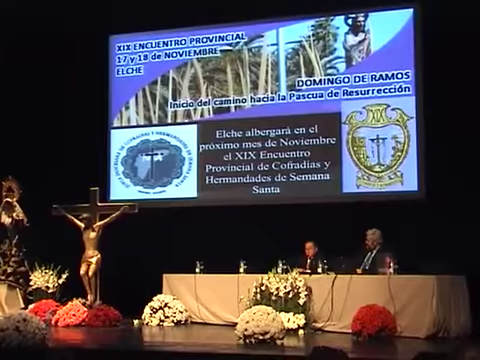 XIX ENCUENTRO PROVINCIAL
17 y 18 de NOVIEMBRE
ELCHE
DOMINGO DE RAMOS
Inicio del camino hacia la Pascua de Resurrección
Elche albergará en el
próximo mes de Noviembre
el XIX Encuentro
Provincial de Cofradías y
Hermandades de Semana
Santa